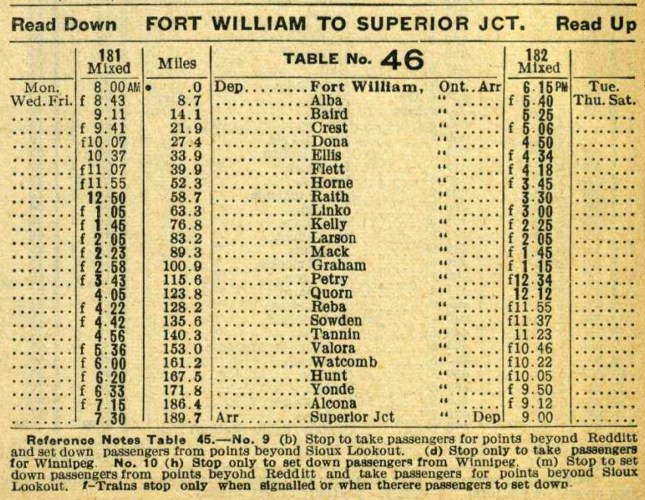 Read Down FORT WILLIAM TO SUPERIOR JCT. Read Up
181 Mixed Miles TABLE No. 46 182 Mixed
Mon. 8.00 AM .0 Dep......... Fort William, Ont..Arr 6.15 PM Tue.
Wed. Fri. f 8.43 8.7 Alba " f 5.40 Thu. Sat.
9.11 14.1 Baird " 5.25
f 9.41 21.9 Crest " f 5.06
f10.07 27.4 Dona " 4.50
10.37 33.9 Ellis " f 4.34
f11.07 39.9 Flett " f 4.18
f11.55 52.3 Horne " f 3.45
12.50 58.7 Raith " 3.30
f 1.05 63.3 Linko " f 3.00
f 1.45 76.8 Kelly " f 2.25
f 2.05 83.2 Larson " f 2.05
f 2.23 89.3 Mack " f 1.45
f 2.58 100.9 Graham " f 1.15
f 3.43 115.6 Petry " f12.34
4.05 123.8 Quorn " 12.12
f 4.22 128.2 Reba " f11.55
f 4.42 135.6 Sowden " f11.37
4.56 140.3 Tannin " 11.23
f 5.36 153.0 Valora " f10.46
f 6.00 161.2 Watcomb " f10.22
f 6.20 167.5 Hunt " f10.05
f 6.33 171.8 Yonde " f 9.50
f 7.15 186.4 Alcona " f 9.12
7.30 189.7 Arr......... Superior Jct " Dep 9.00
Reference Notes Table 45.—No. 9 (b) Stop to take passengers for points beyond Redditt
and set down passengers from points beyond Sioux Lookout. (d) Stop only to take passengers
for Winnipeg. No. 10 (h) Stop only to set down passengers from Winnipeg. (m) Stop to set
down passengers from points beyohd Redditt and take passengers for points beyond Sioux
Lookout. f—Trains stop only when signalled or when therere passengers to set down.